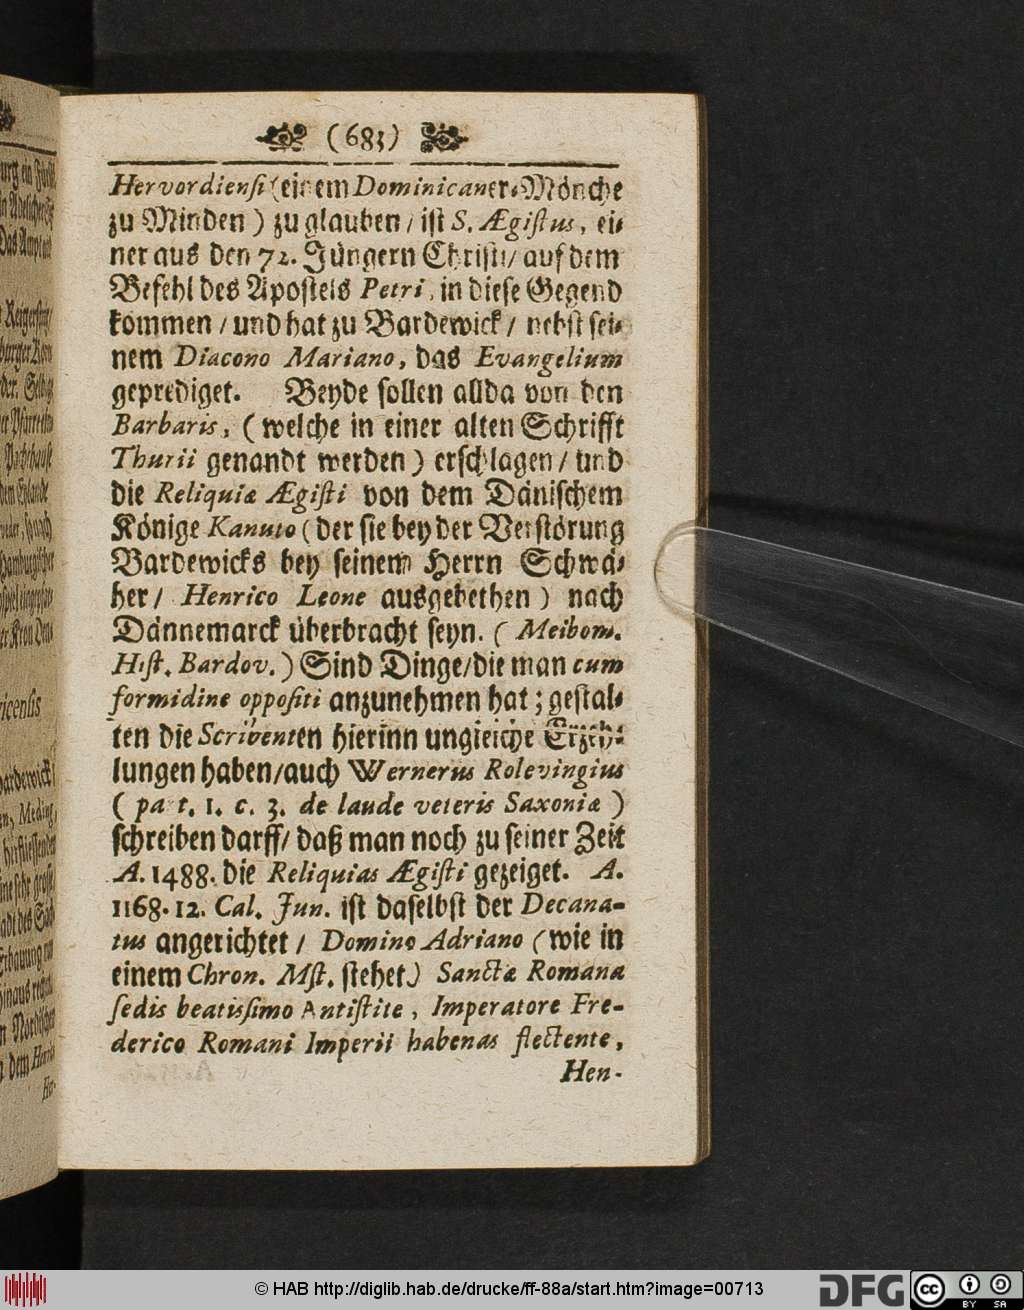 (683)
Hervordiensi (einem Dominicaner-Mönche
zu Minden) zu glauben / ist S. Ægistus, ei-
ner aus den 72. Jüngern Christi / auf dem
Befehl des Apostels Petri, in diese Gegend
kommen / und hat zu Bardewick / nebst sei-
nem Diacono Mariano, das Evangelium
geprediget. Beyde sollen allda von den
Barbaris, (welche in einer alten Schrifft
Thurii genandt werden) erschlagen / und
die Reliquiæ Ægisti von dem Dänischem
Könige Kanuto (der sie bey der Verstörung
Bardewicks bey seinem Herrn Schwä-
her / Henrico Leone ausgebethen) nach
Dännemarck überbracht seyn. (Meibom.
Hist. Bardov.) Sind Dinge / die man cum
formidine oppositi anzunehmen hat; gestal-
ten die Scribenten hierinn ungleiche Erzeh-
lungen haben / auch Wernerus Rolevingius
(part. 1. c. 3. de laude veteris Saxoniæ)
schreiben darff / daß man noch zu seiner Zeit
A. 1488. die Reliquias Ægisti gezeiget. A.
1168. 12. Cal. Jun. ist daselbst der Decana-
tus angerichtet / Domino Adriano (wie in
einem Chron. Mst. stehet) Sanctæ Romanæ
sedis beatissimo Antistite, Imperatore Fre-
derico Romani Imperii habenas flectente,
Hen-
© HAB http://diglib.hab.de/drucke/ff-88a/start.htm?image=00713
DFG
cc
BY SA